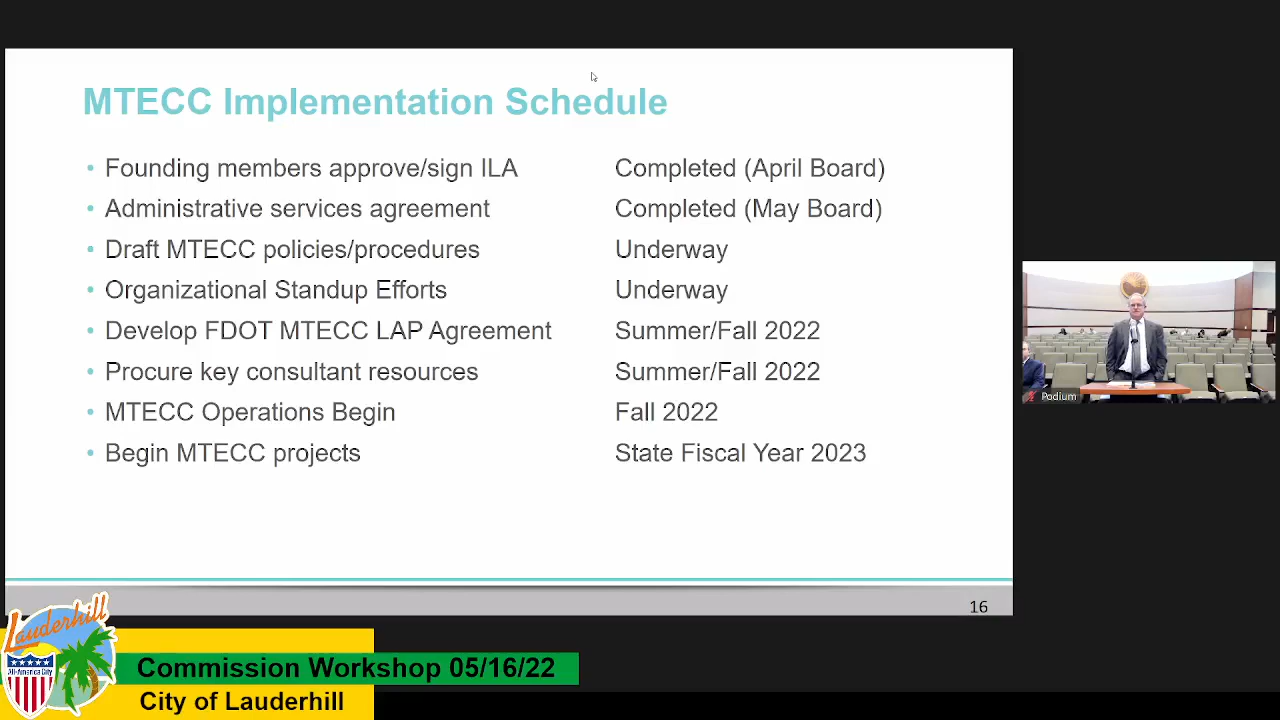 MTECC Implementation Schedule
• Founding members approve/sign ILA Completed (April Board)
• Administrative services agreement Completed (May Board)
• Draft MTECC policies/procedures Underway
• Organizational Standup Efforts Underway
• Develop FDOT MTECC LAP Agreement Summer/Fall 2022
• Procure key consultant resources Summer/Fall 2022
• MTECC Operations Begin Fall 2022
• Begin MTECC projects State Fiscal Year 2023
16
Podium
Lauderhill
All-America City
Commission Workshop 05/16/22
City of Lauderhill